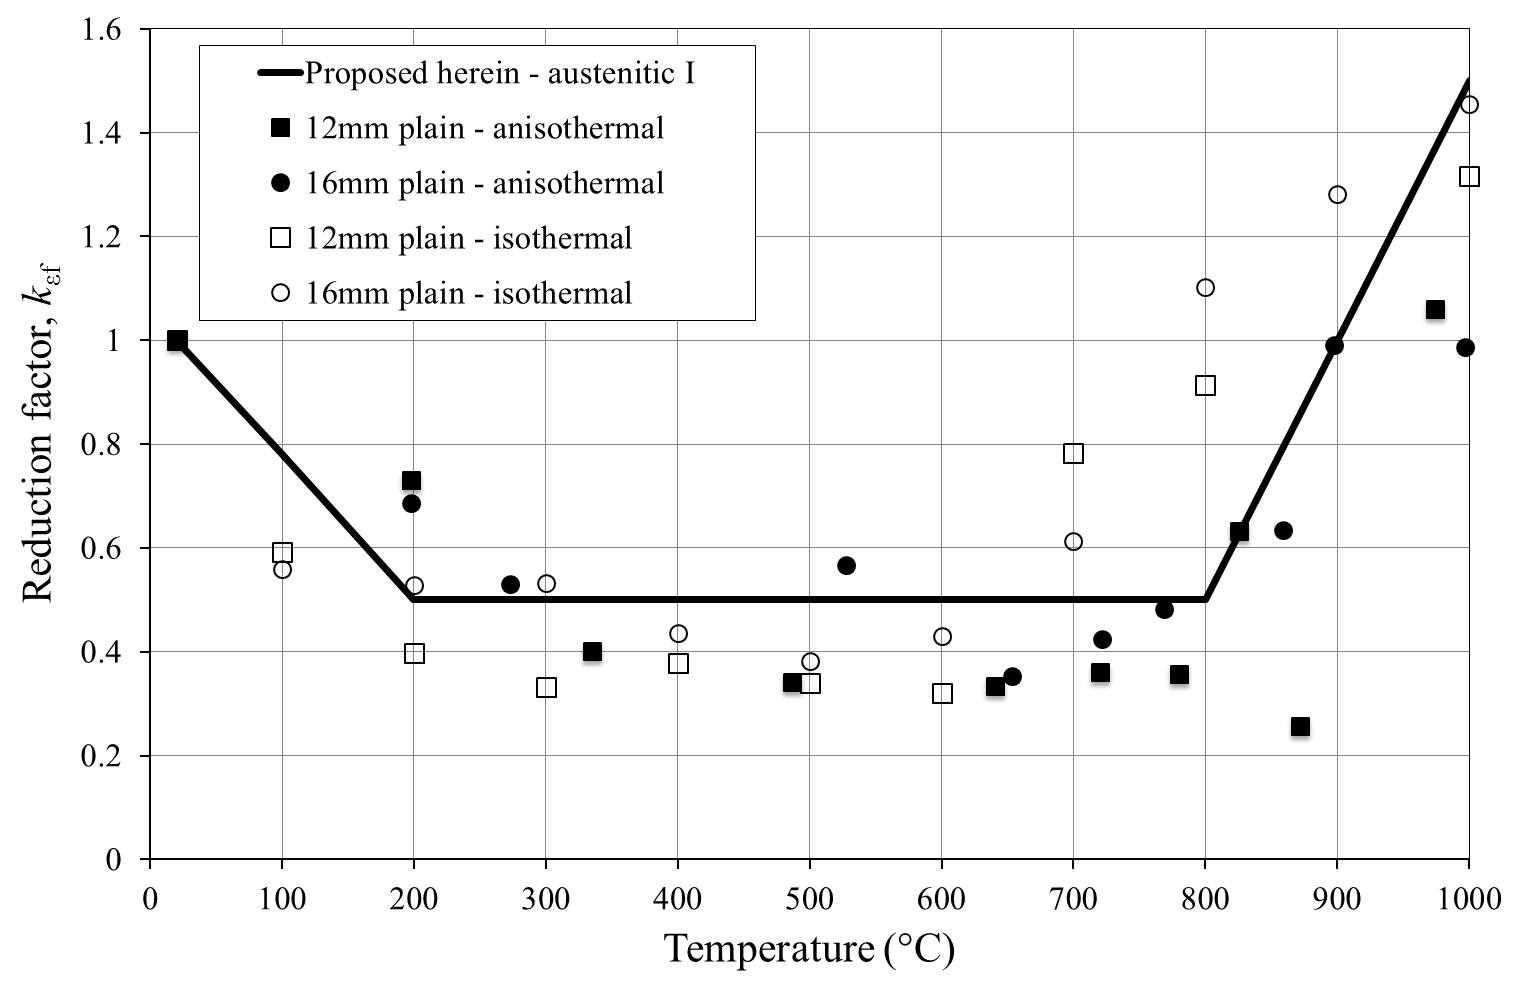 1.6
1.4
1.2
1
0.8
0.6
0.4
0.2
0
Reduction factor, kεf
Proposed herein - austenitic I
12mm plain - anisothermal
16mm plain - anisothermal
12mm plain - isothermal
16mm plain - isothermal
0 100 200 300 400 500 600 700 800 900 1000
Temperature (°C)